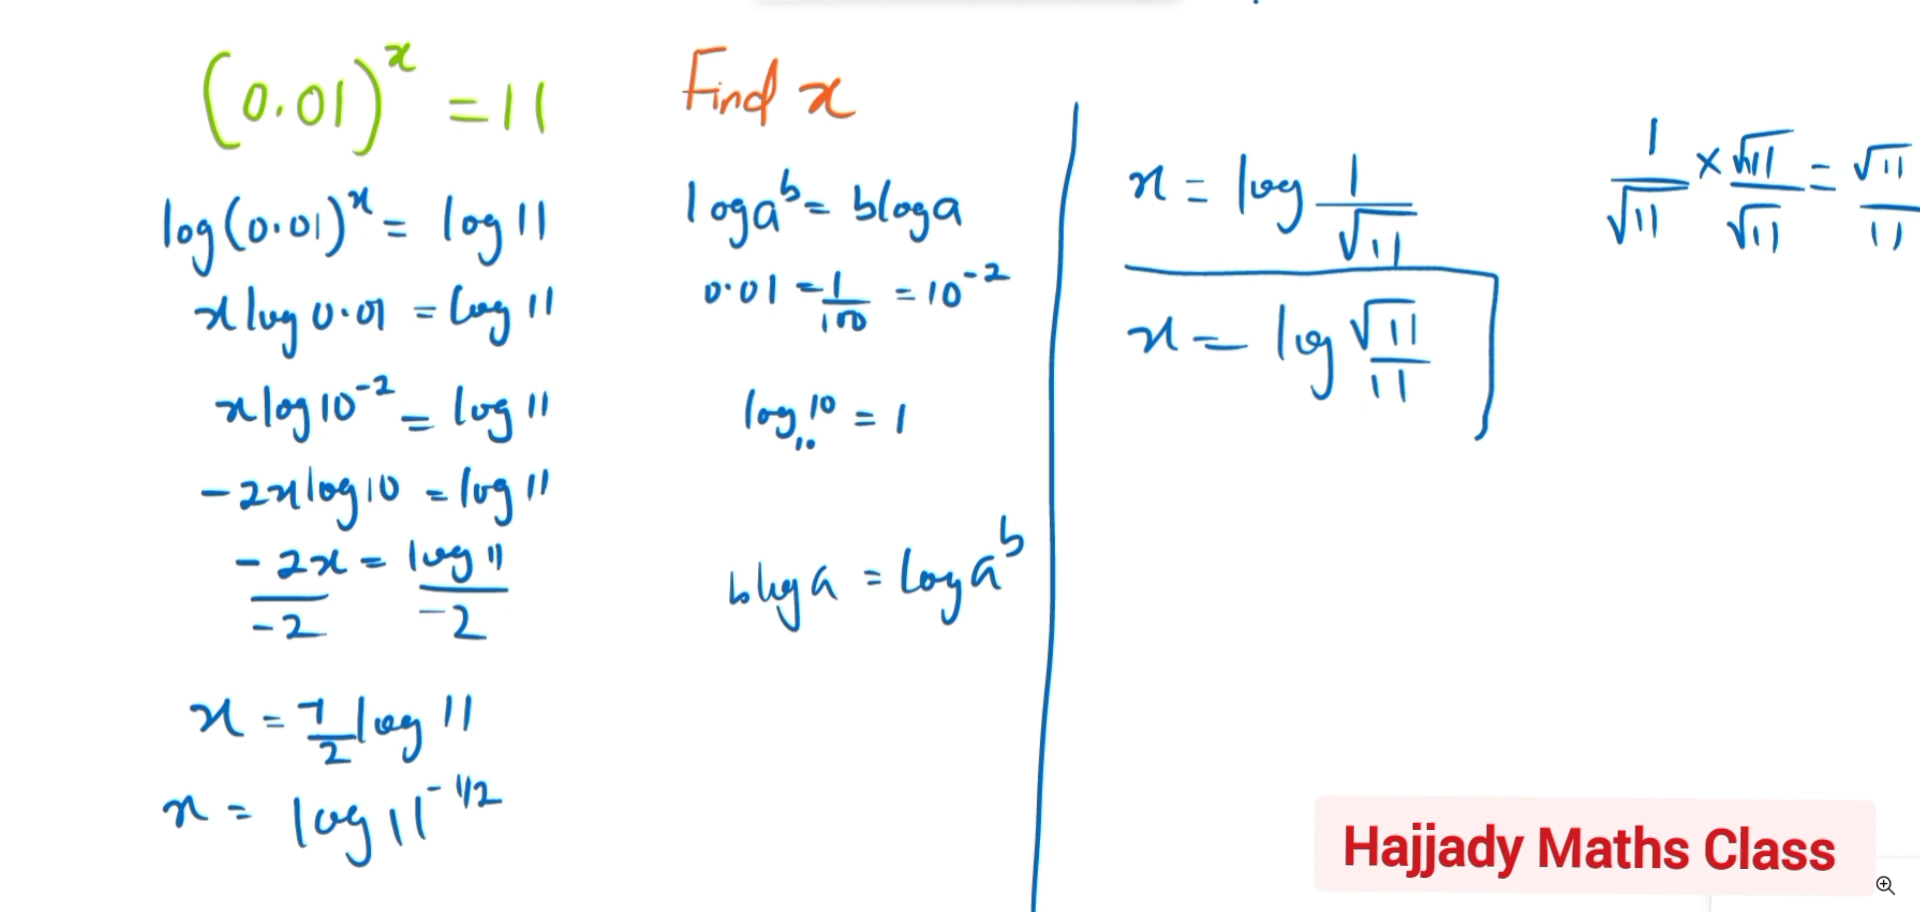 (0.01)ˣ = 11
Find x
log(0.01)ˣ = log 11
x log 0.01 = log 11
x log 10⁻² = log 11
-2x log 10 = log 11
-2x/-2 = log 11/-2
x = -1/2 log 11
x = log 11^(-1/2)
log aᵇ = b log a
0.01 = 1/100 = 10⁻²
log₁₀ 10 = 1
b log a = log aᵇ
x = log 1/√11
x = log √11/11
1/√11 × √11/√11 = √11/11
Hajjady Maths Class